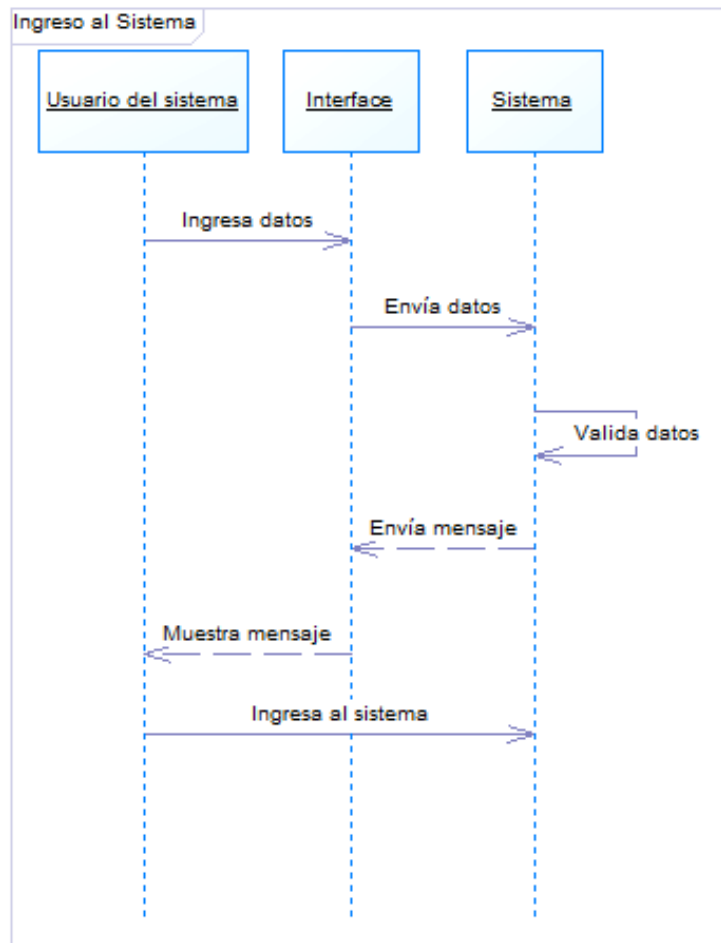 Ingreso al Sistema
Usuario del sistema
Interface
Sistema
Ingresa datos
Envía datos
Valida datos
Envía mensaje
Muestra mensaje
Ingresa al sistema